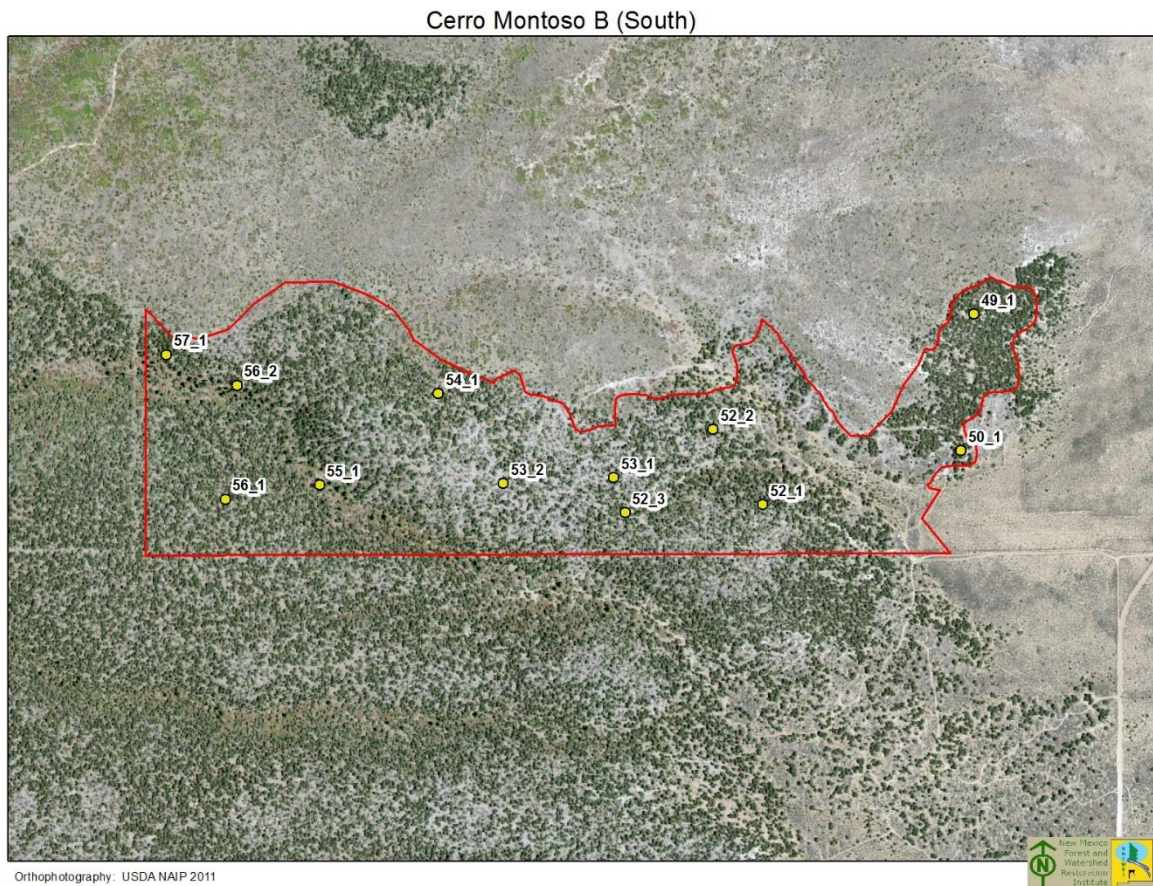 Cerro Montoso B (South)
49_1
57_1
56_2
54_1
52_2
50_1
55_1
53_2
53_1
56_1
52_3
52_1
N
New Mexico
Forest and
Watershed
Restoration
Institute
Orthophotography: USDA NAIP 2011